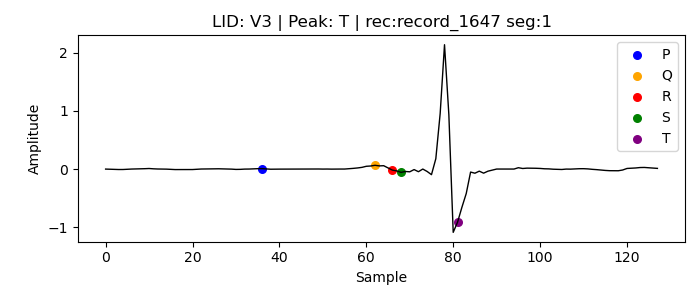 LID: V3 | Peak: T | rec:record_1647 seg:1
Amplitude
2
1
0
−1
0
20
40
60
80
100
120
Sample
P
Q
R
S
T